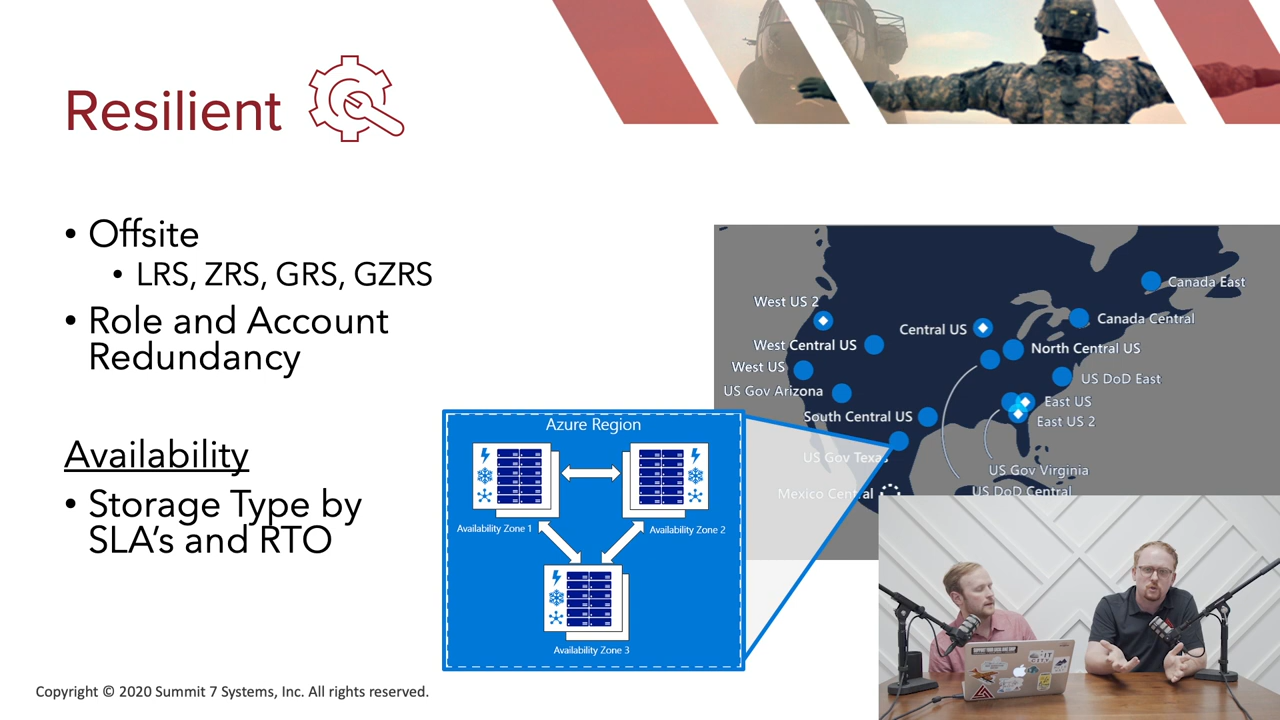 Resilient
• Offsite
• LRS, ZRS, GRS, GZRS
• Role and Account
Redundancy
Availability
• Storage Type by
SLA's and RTO
Canada East
West US 2
Canada Central
Central US
West Central US
North Central US
West US
US DoD East
US Gov Arizona
East US
South Central US
East US 2
US Gov Texas
US Gov Virginia
Mexico Central
US DoD Central
Azure Region
Availability Zone 1
Availability Zone 2
Availability Zone 3
Copyright © 2020 Summit 7 Systems, Inc. All rights reserved.